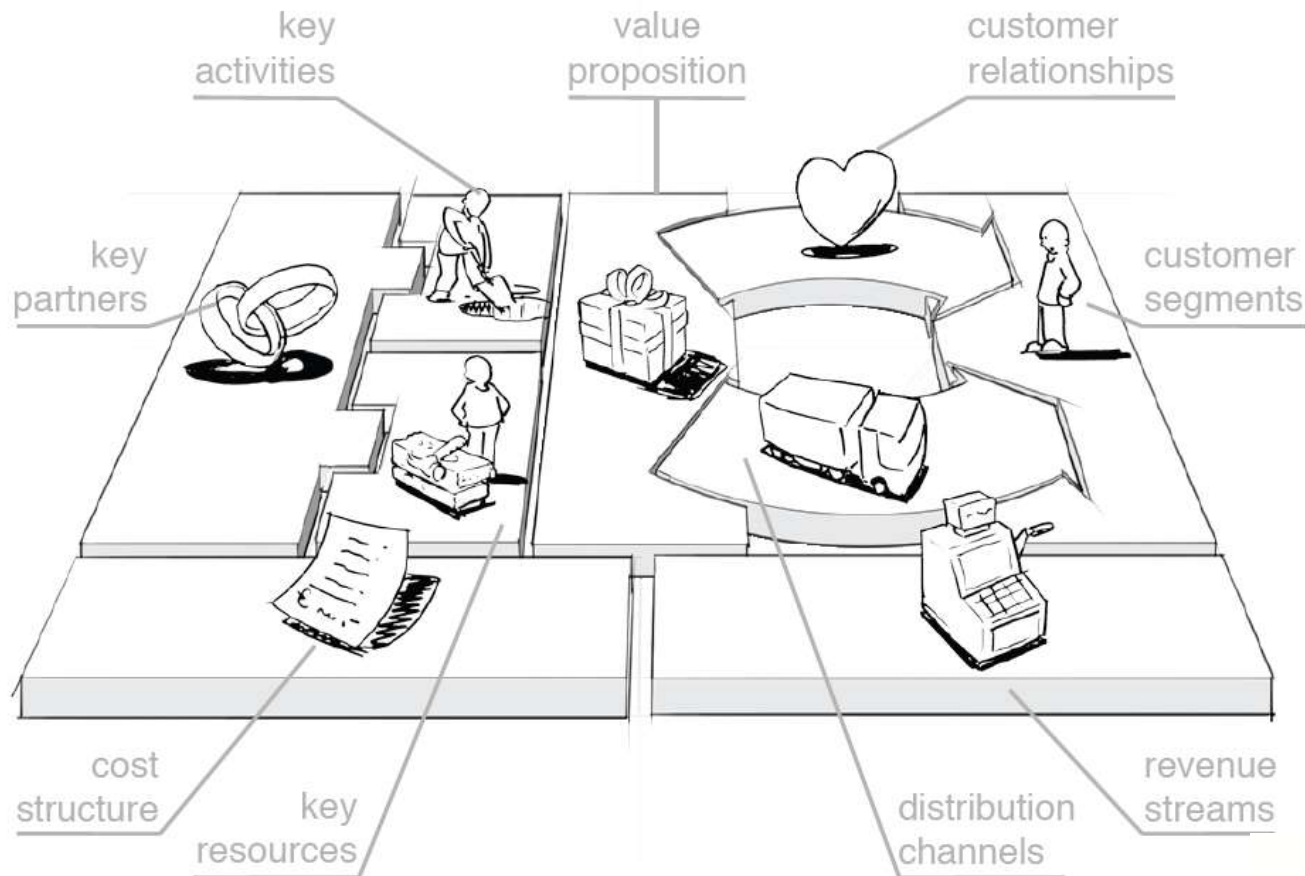 key
activities
value
proposition
customer
relationships
key
partners
customer
segments
cost
structure
key
resources
distribution
channels
revenue
streams